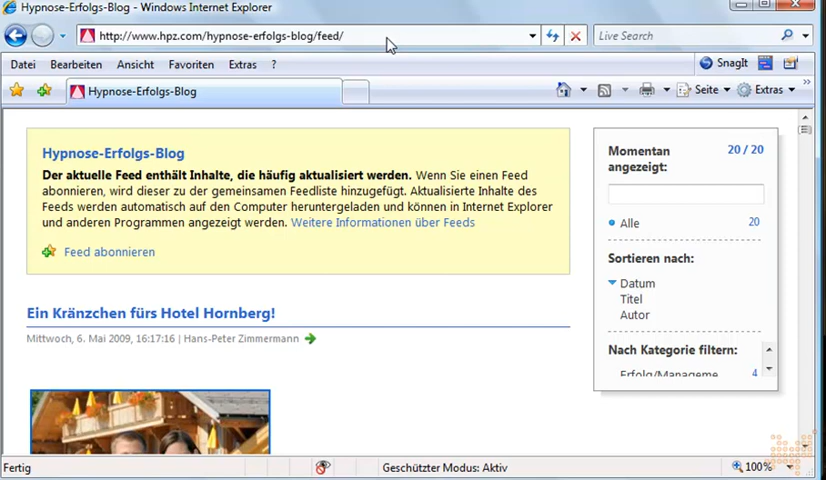 Hypnose-Erfolgs-Blog - Windows Internet Explorer
http://www.hpz.com/hypnose-erfolgs-blog/feed/
Live Search
Datei Bearbeiten Ansicht Favoriten Extras ?
SnagIt
Hypnose-Erfolgs-Blog
Seite Extras
Hypnose-Erfolgs-Blog
Der aktuelle Feed enthält Inhalte, die häufig aktualisiert werden. Wenn Sie einen Feed
abonnieren, wird dieser zu der gemeinsamen Feedliste hinzugefügt. Aktualisierte Inhalte des
Feeds werden automatisch auf den Computer heruntergeladen und können in Internet Explorer
und anderen Programmen angezeigt werden. Weitere Informationen über Feeds
Feed abonnieren
Ein Kränzchen fürs Hotel Hornberg!
Mittwoch, 6. Mai 2009, 16:17:16 | Hans-Peter Zimmermann
Momentan
angezeigt:
20 / 20
Alle 20
Sortieren nach:
Datum
Titel
Autor
Nach Kategorie filtern:
Erfolg/Manageme... 4
Fertig
Geschützter Modus: Aktiv
100%